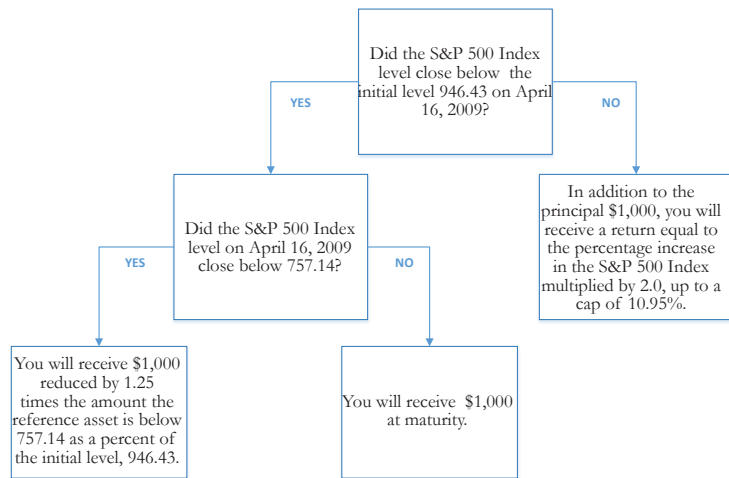 Did the S&P 500 Index
level close below the
initial level 946.43 on April
16, 2009?
YES
NO
Did the S&P 500 Index
level on April 16, 2009
close below 757.14?
In addition to the
principal $1,000, you will
receive a return equal to
the percentage increase
in the S&P 500 Index
multiplied by 2.0, up to a
cap of 10.95%.
YES
NO
You will receive $1,000
reduced by 1.25
times the amount the
reference asset is below
757.14 as a percent of
the initial level, 946.43.
You will receive $1,000
at maturity.